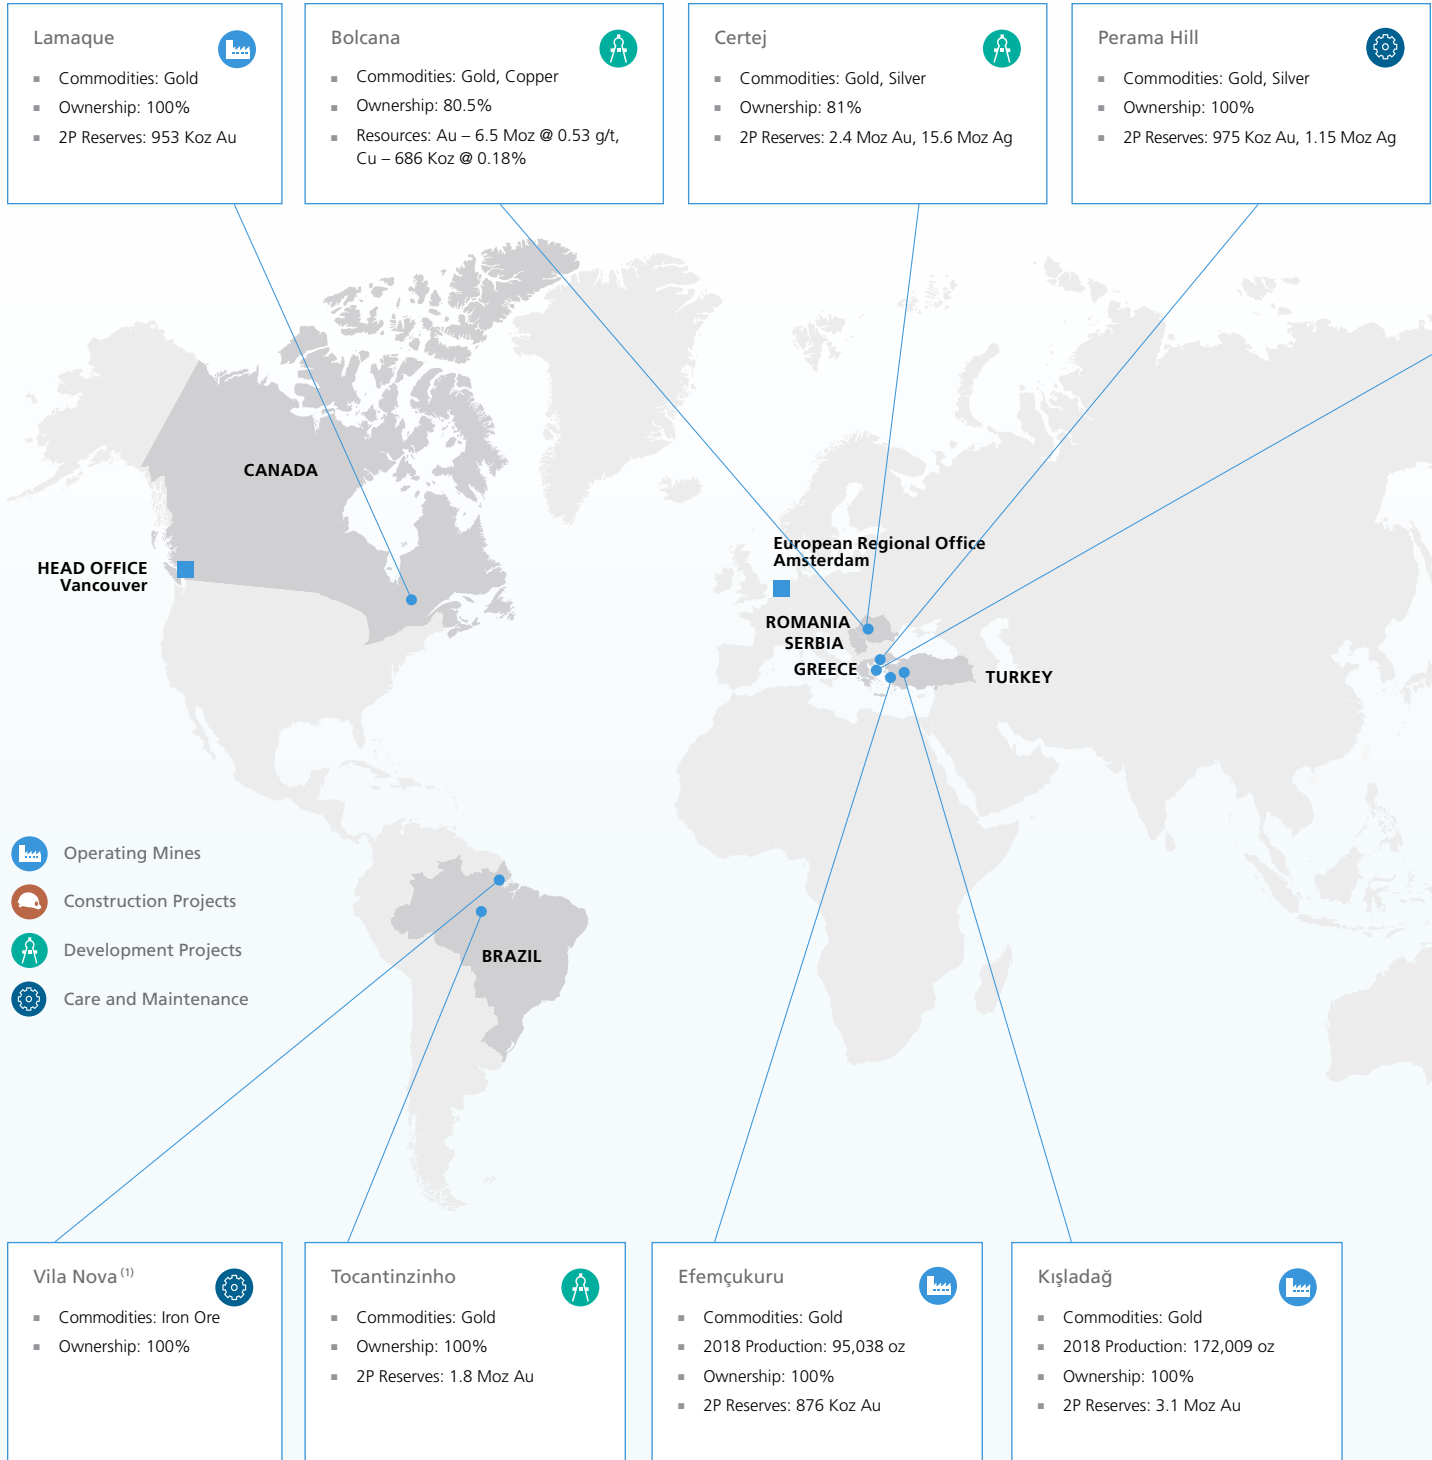 Lamaque
▪ Commodities: Gold
▪ Ownership: 100%
▪ 2P Reserves: 953 Koz Au
Bolcana
▪ Commodities: Gold, Copper
▪ Ownership: 80.5%
▪ Resources: Au – 6.5 Moz @ 0.53 g/t,
Cu – 686 Koz @ 0.18%
Certej
▪ Commodities: Gold, Silver
▪ Ownership: 81%
▪ 2P Reserves: 2.4 Moz Au, 15.6 Moz Ag
Perama Hill
▪ Commodities: Gold, Silver
▪ Ownership: 100%
▪ 2P Reserves: 975 Koz Au, 1.15 Moz Ag
CANADA
HEAD OFFICE
Vancouver
European Regional Office
Amsterdam
ROMANIA
SERBIA
GREECE
TURKEY
BRAZIL
Operating Mines
Construction Projects
Development Projects
Care and Maintenance
Vila Nova (1)
▪ Commodities: Iron Ore
▪ Ownership: 100%
Tocantinzinho
▪ Commodities: Gold
▪ Ownership: 100%
▪ 2P Reserves: 1.8 Moz Au
Efemçukuru
▪ Commodities: Gold
▪ 2018 Production: 95,038 oz
▪ Ownership: 100%
▪ 2P Reserves: 876 Koz Au
Kışladağ
▪ Commodities: Gold
▪ 2018 Production: 172,009 oz
▪ Ownership: 100%
▪ 2P Reserves: 3.1 Moz Au